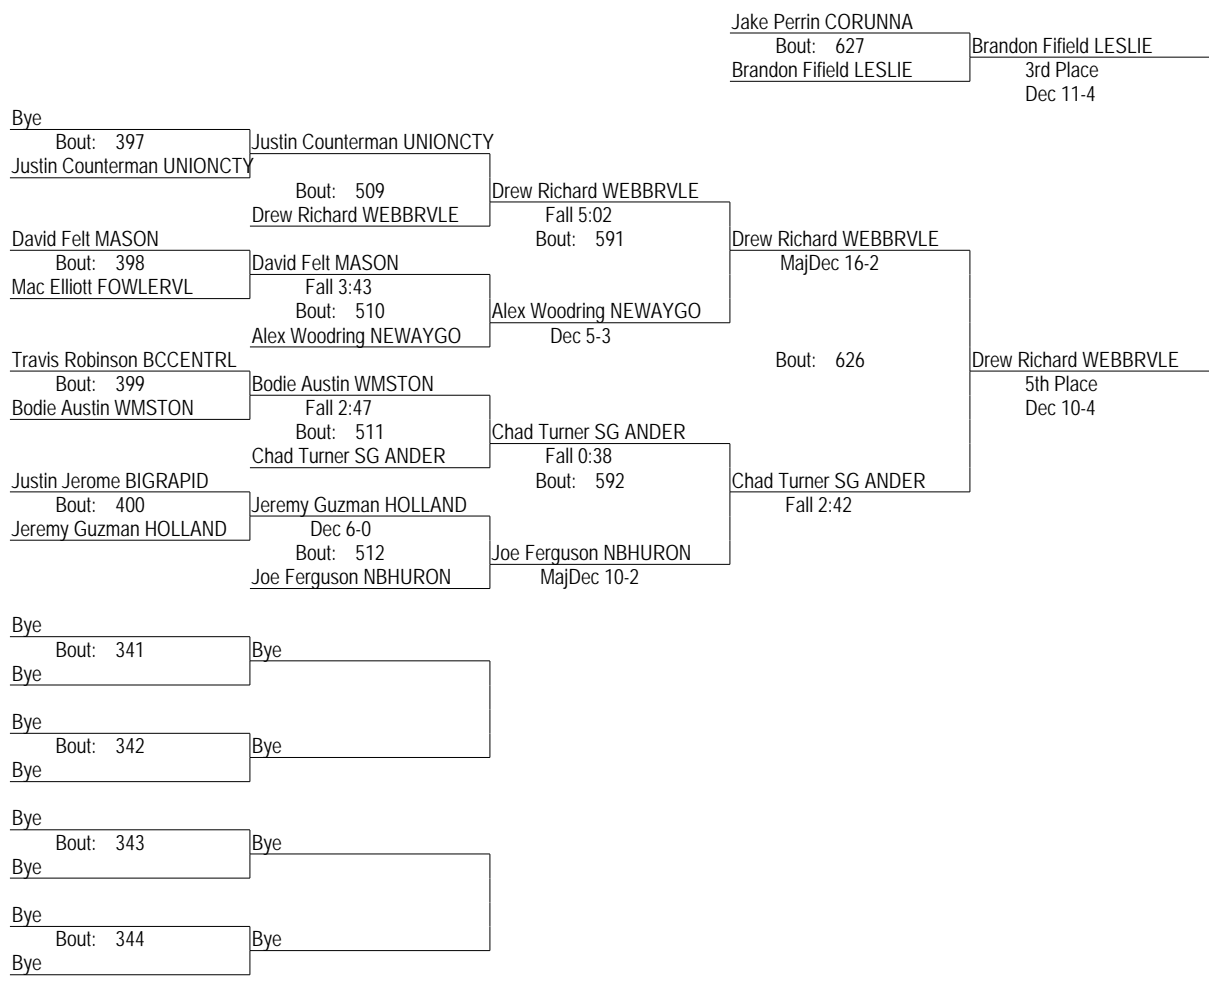 Jake Perrin CORUNNA
Bout: 627
Brandon Fifield LESLIE
Brandon Fifield LESLIE
3rd Place
Dec 11-4
Bye
Bout: 397
Justin Counterman UNIONCTY
Justin Counterman UNIONCTY
Bout: 509
Drew Richard WEBBRVLE
Drew Richard WEBBRVLE
Fall 5:02
Bout: 591
David Felt MASON
Bout: 398
Mac Elliott FOWLERVL
David Felt MASON
Fall 3:43
Bout: 510
Alex Woodring NEWAYGO
Alex Woodring NEWAYGO
Dec 5-3
Drew Richard WEBBRVLE
MajDec 16-2
Bout: 626
Drew Richard WEBBRVLE
5th Place
Dec 10-4
Travis Robinson BCCENTRL
Bout: 399
Bodie Austin WMSTON
Bodie Austin WMSTON
Fall 2:47
Bout: 511
Chad Turner SG ANDER
Chad Turner SG ANDER
Fall 0:38
Bout: 592
Chad Turner SG ANDER
Fall 2:42
Justin Jerome BIGRAPID
Bout: 400
Jeremy Guzman HOLLAND
Jeremy Guzman HOLLAND
Dec 6-0
Bout: 512
Joe Ferguson NBHURON
Joe Ferguson NBHURON
MajDec 10-2
Bye
Bout: 341
Bye
Bye
Bye
Bout: 342
Bye
Bye
Bye
Bout: 343
Bye
Bye
Bye
Bout: 344
Bye
Bye